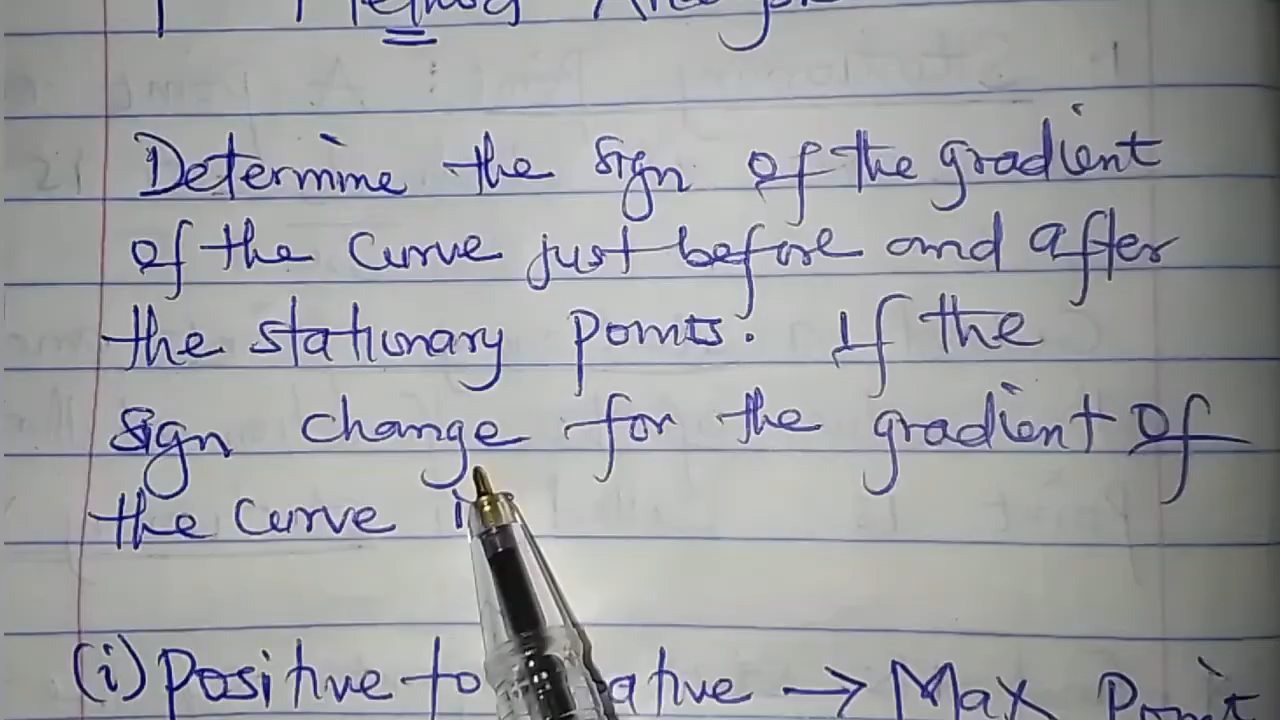 Method
Determine the sign of the gradient
of the curve just before and after
the stationary points. If the
sign change for the gradient of
the curve
(i) Positive to → Max Point